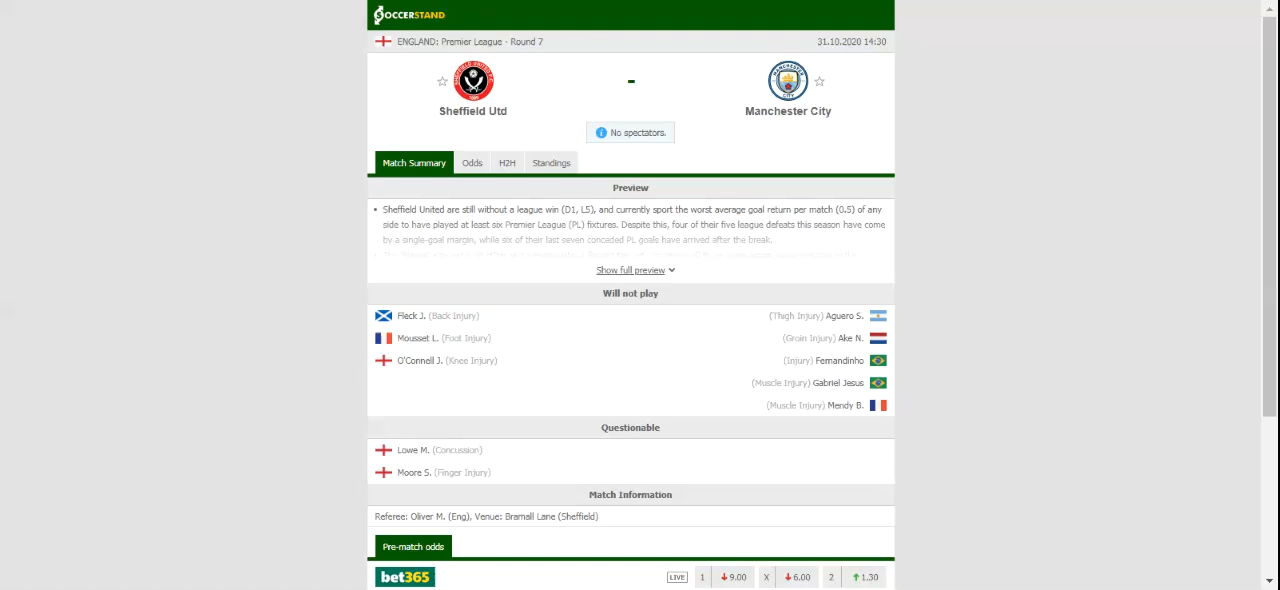 SOCCERSTAND
ENGLAND: Premier League - Round 7 31.10.2020 14:30
Sheffield Utd - Manchester City
No spectators.
Match Summary Odds H2H Standings
Preview
• Sheffield United are still without a league win (D1, L5), and currently sport the worst average goal return per match (0.5) of any
side to have played at least six Premier League (PL) fixtures. Despite this, four of their five league defeats this season have come
by a single-goal margin, while six of their last seven conceded PL goals have arrived after the break.
Show full preview
Will not play
Fleck J. (Back Injury) (Thigh Injury) Aguero S.
Mousset L. (Foot Injury) (Groin Injury) Ake N.
O'Connell J. (Knee Injury) (Injury) Fernandinho
(Muscle Injury) Gabriel Jesus
(Muscle Injury) Mendy B.
Questionable
Lowe M. (Concussion)
Moore S. (Finger Injury)
Match Information
Referee: Oliver M. (Eng), Venue: Bramall Lane (Sheffield)
Pre-match odds
bet365 LIVE 1 9.00 X 6.00 2 1.30